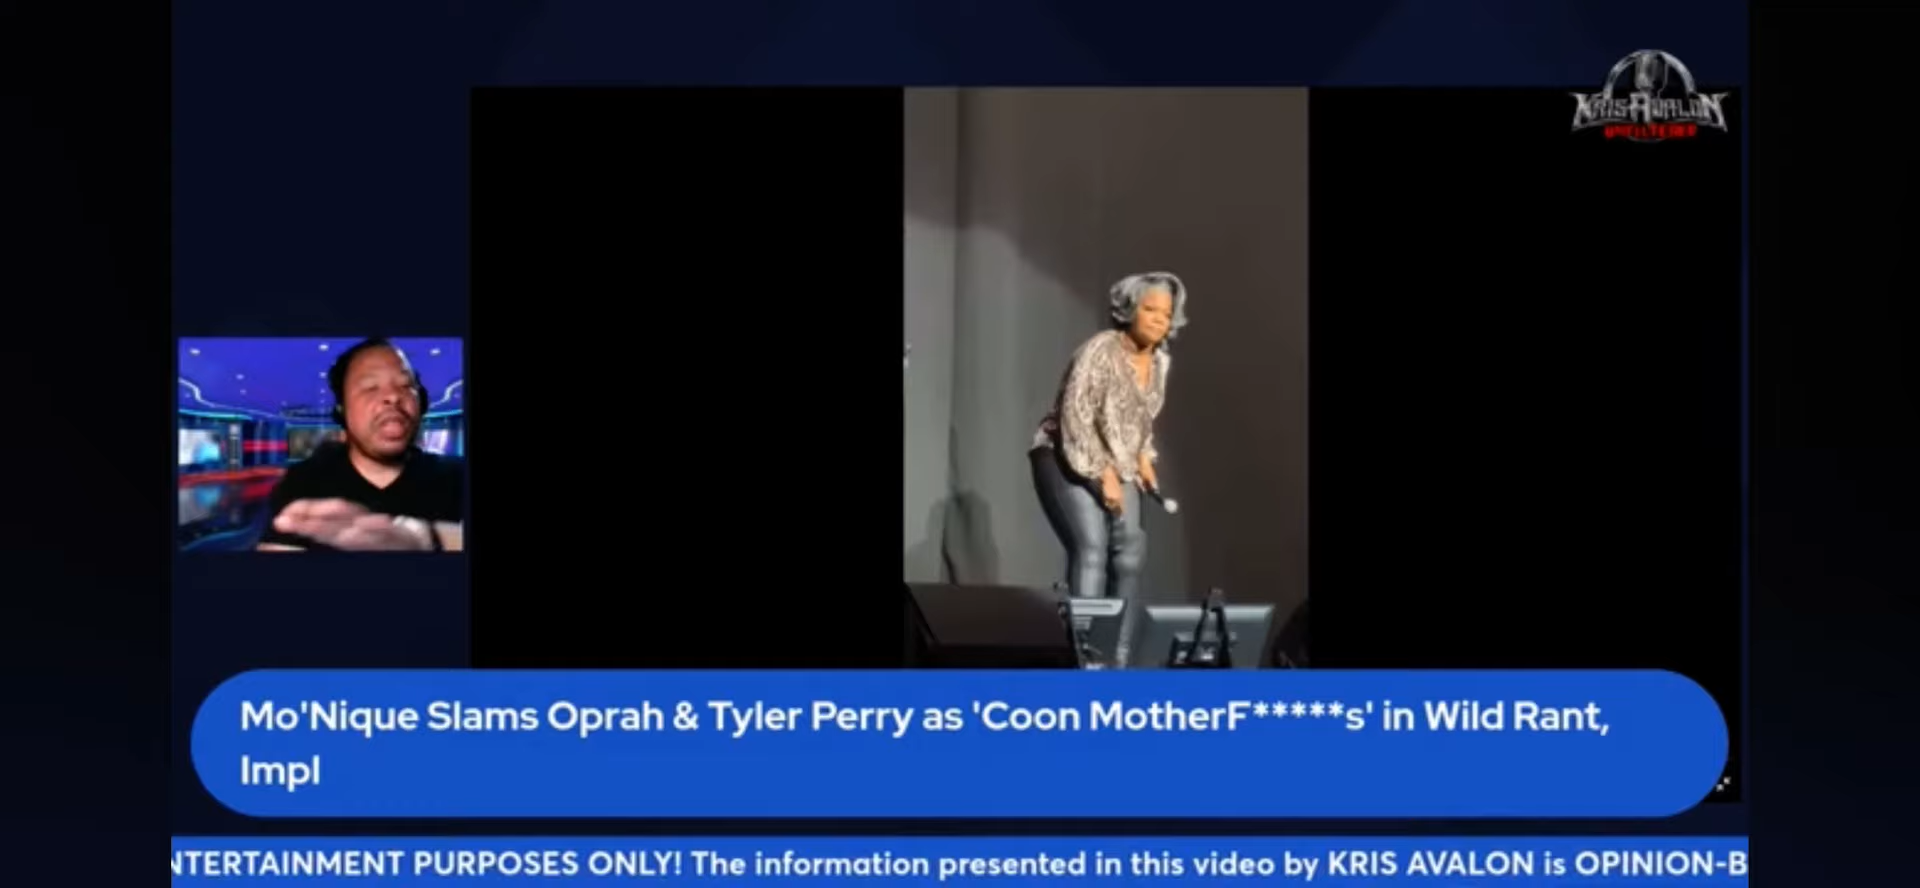 KRIS AVALON
UNFILTERED
Mo'Nique Slams Oprah & Tyler Perry as 'Coon MotherF*****s' in Wild Rant,
Impl
NTERTAINMENT PURPOSES ONLY! The information presented in this video by KRIS AVALON is OPINION-B